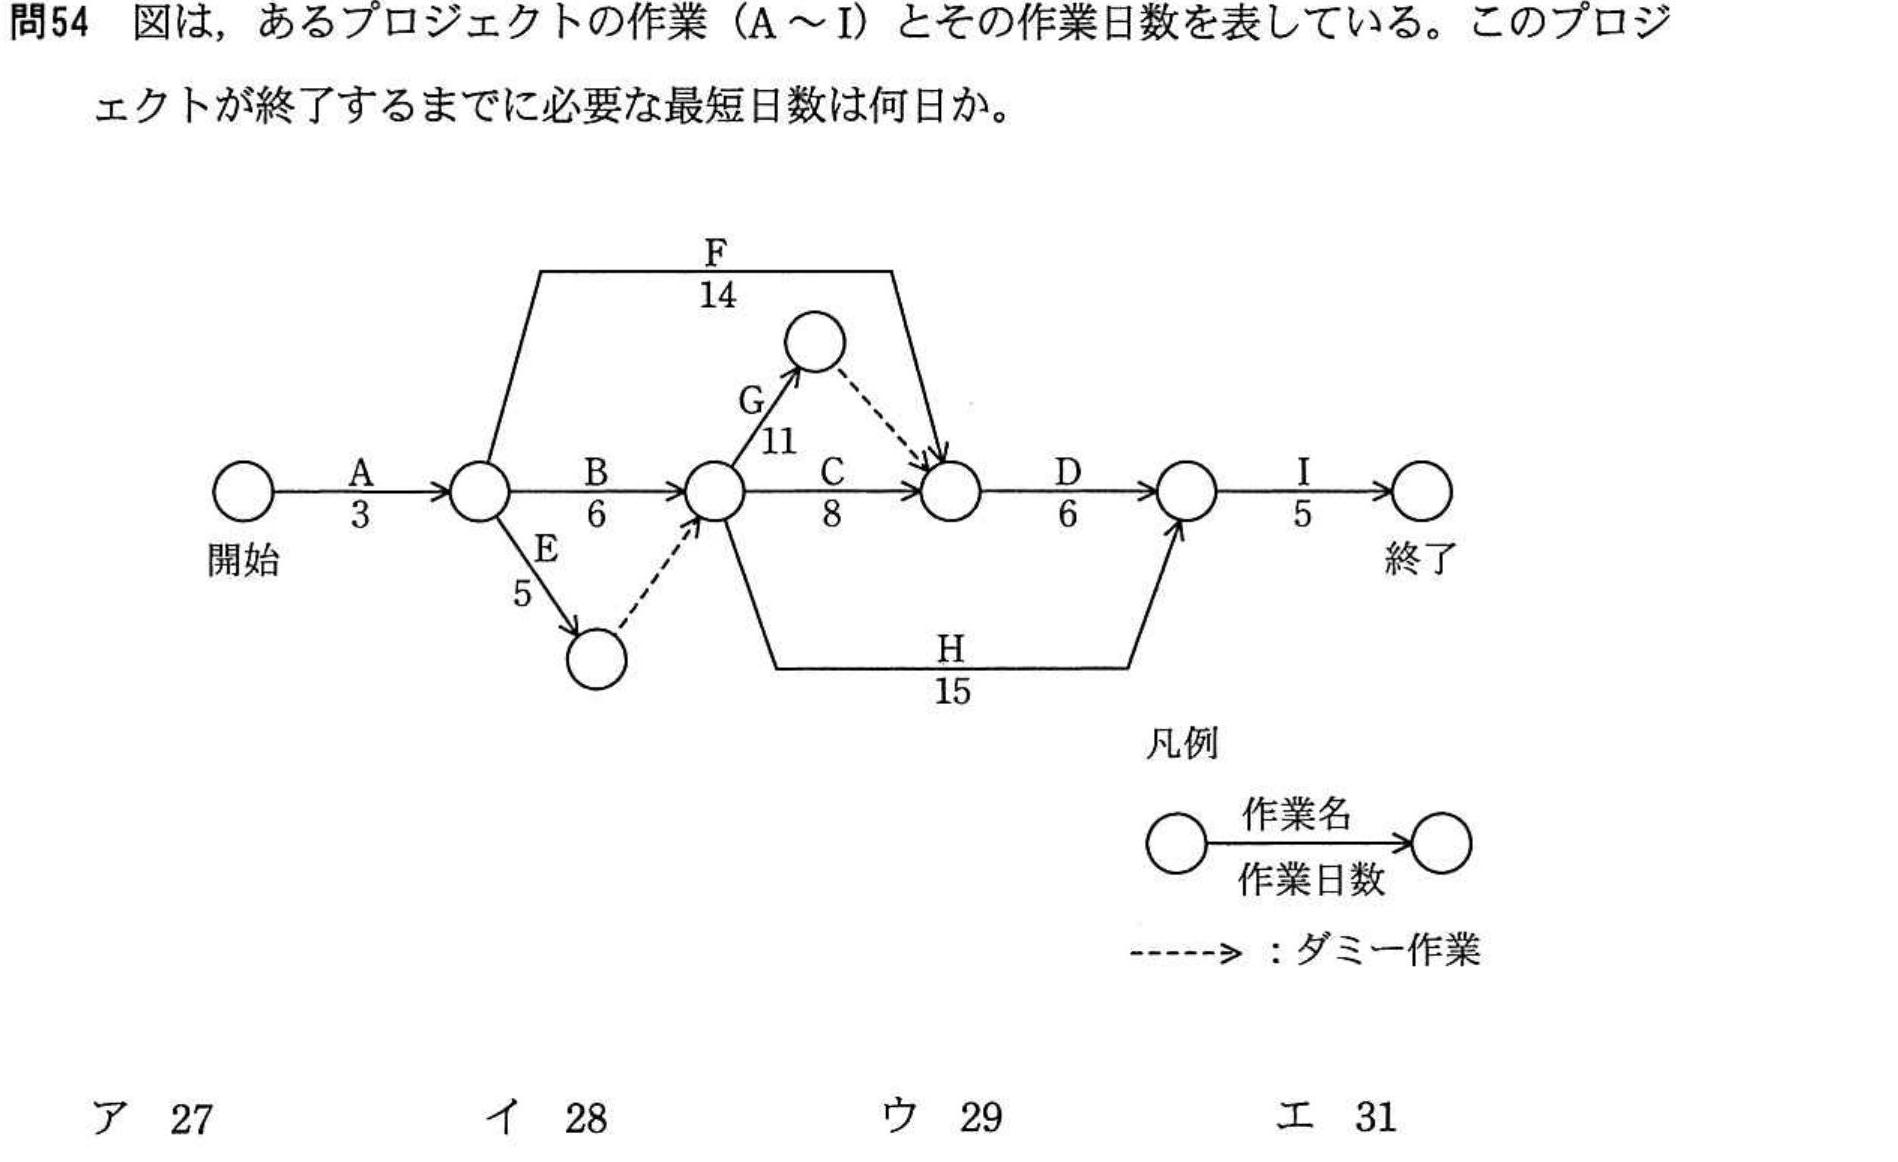 問54　図は，あるプロジェクトの作業（A～I）とその作業日数を表している。このプロジ
ェクトが終了するまでに必要な最短日数は何日か。
F
14
G
11
A
3
B
6
C
8
D
6
I
5
開始
E
5
終了
H
15
凡例
作業名
作業日数
：ダミー作業
ア　27　イ　28　ウ　29　エ　31